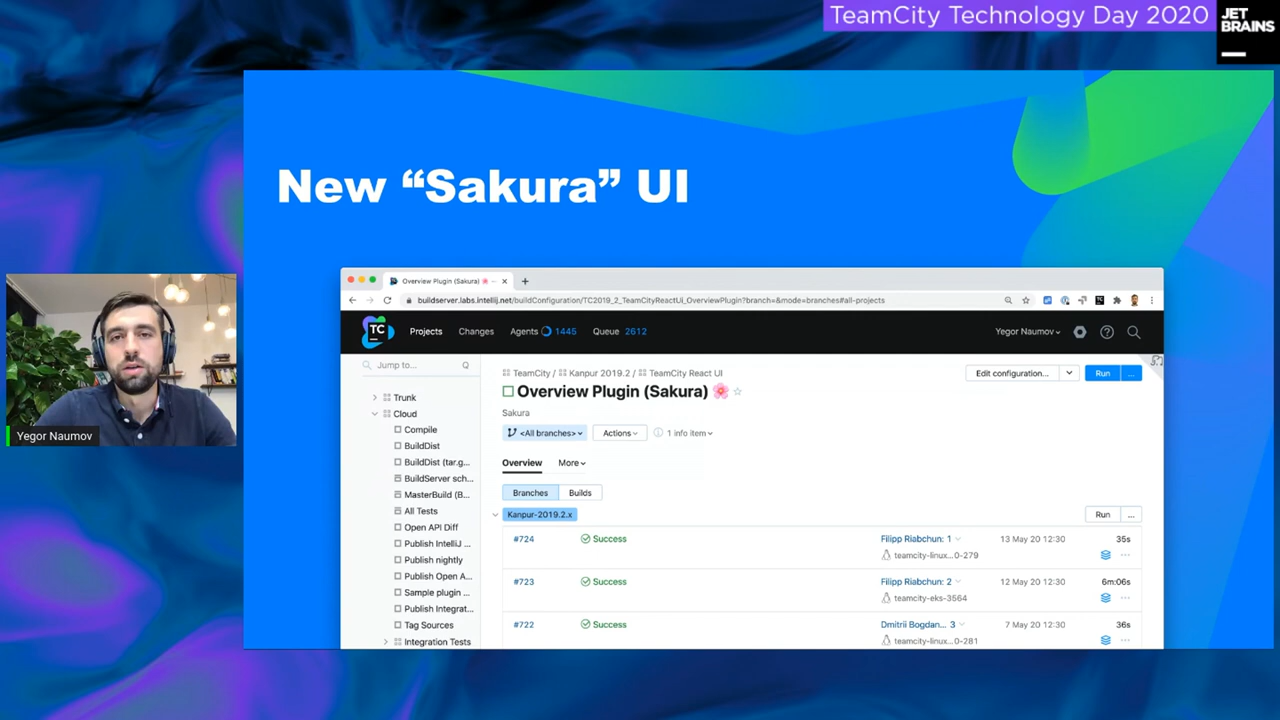 TeamCity Technology Day 2020
JET
BRAINS
New “Sakura” UI
Overview Plugin (Sakura) 🌸 -
buildserver.labs.intellij.net/buildConfiguration/TC2019_2_TeamCityReactUi_OverviewPlugin?branch=&mode=branches#all-projects
TC
Projects Changes Agents 1445 Queue 2612 Yegor Naumov
Jump to... Q
TeamCity / Kanpur 2019.2 / TeamCity React UI
Edit configuration... Run ...
Overview Plugin (Sakura) 🌸
Sakura
<All branches> Actions 1 info item
Overview More
Branches Builds
Kanpur-2019.2.x Run ...
#724 Success Filipp Riabchun: 1 13 May 20 12:30 35s
teamcity-linux...0-279
#723 Success Filipp Riabchun: 2 12 May 20 12:30 6m:06s
teamcity-eks-3564
#722 Success Dmitrii Bogdan... 3 7 May 20 12:30 36s
teamcity-linux...0-281
Trunk
Cloud
Compile
BuildDist
BuildDist (tar.g...
BuildServer sch...
MasterBuild (B...
All Tests
Open API Diff
Publish IntelliJ ...
Publish nightly
Publish Open A...
Sample plugin ...
Publish Integrat...
Tag Sources
Integration Tests
Yegor Naumov